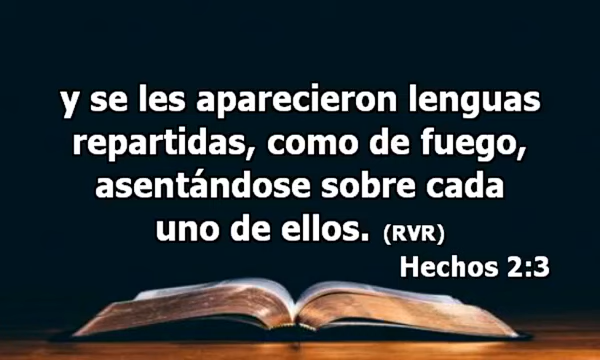 y se les aparecieron lenguas
repartidas, como de fuego,
asentándose sobre cada
uno de ellos. (RVR)
Hechos 2:3